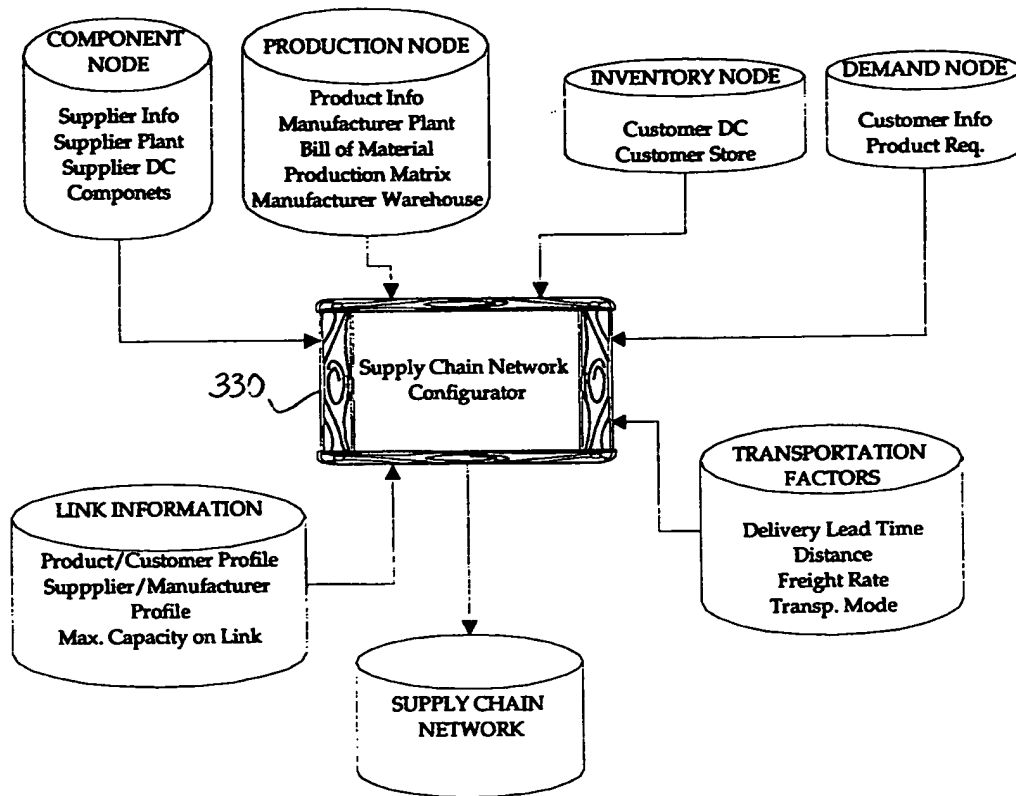 COMPONENT
NODE
Supplier Info
Supplier Plant
Supplier DC
Componets
PRODUCTION NODE
Product Info
Manufacturer Plant
Bill of Material
Production Matrix
Manufacturer Warehouse
INVENTORY NODE
Customer DC
Customer Store
DEMAND NODE
Customer Info
Product Req.
330
Supply Chain Network
Configurator
LINK INFORMATION
Product/Customer Profile
Suppplier/Manufacturer
Profile
Max. Capacity on Link
TRANSPORTATION
FACTORS
Delivery Lead Time
Distance
Freight Rate
Transp. Mode
SUPPLY CHAIN
NETWORK